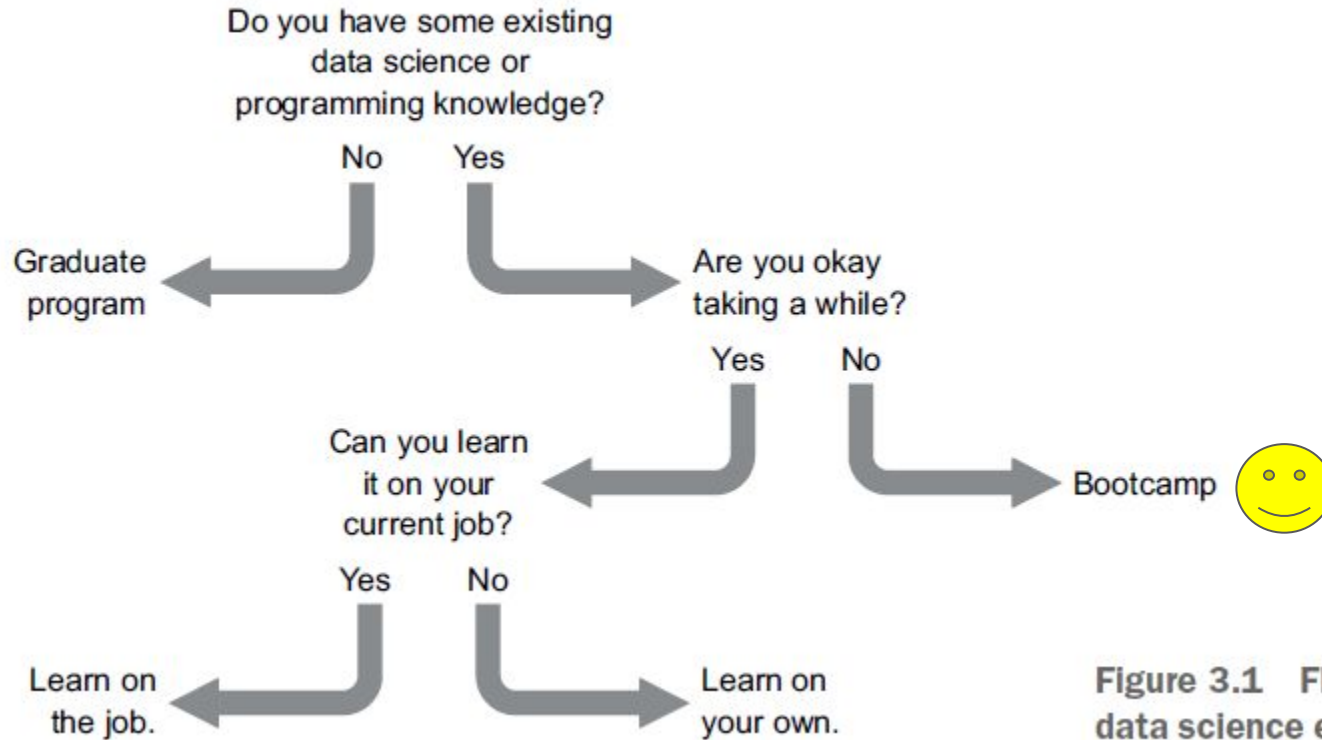 Do you have some existing
data science or
programming knowledge?
No Yes
Graduate
program
Are you okay
taking a while?
Yes No
Can you learn
it on your
current job?
Bootcamp
Yes No
Learn on
the job.
Learn on
your own.
Figure 3.1
data science